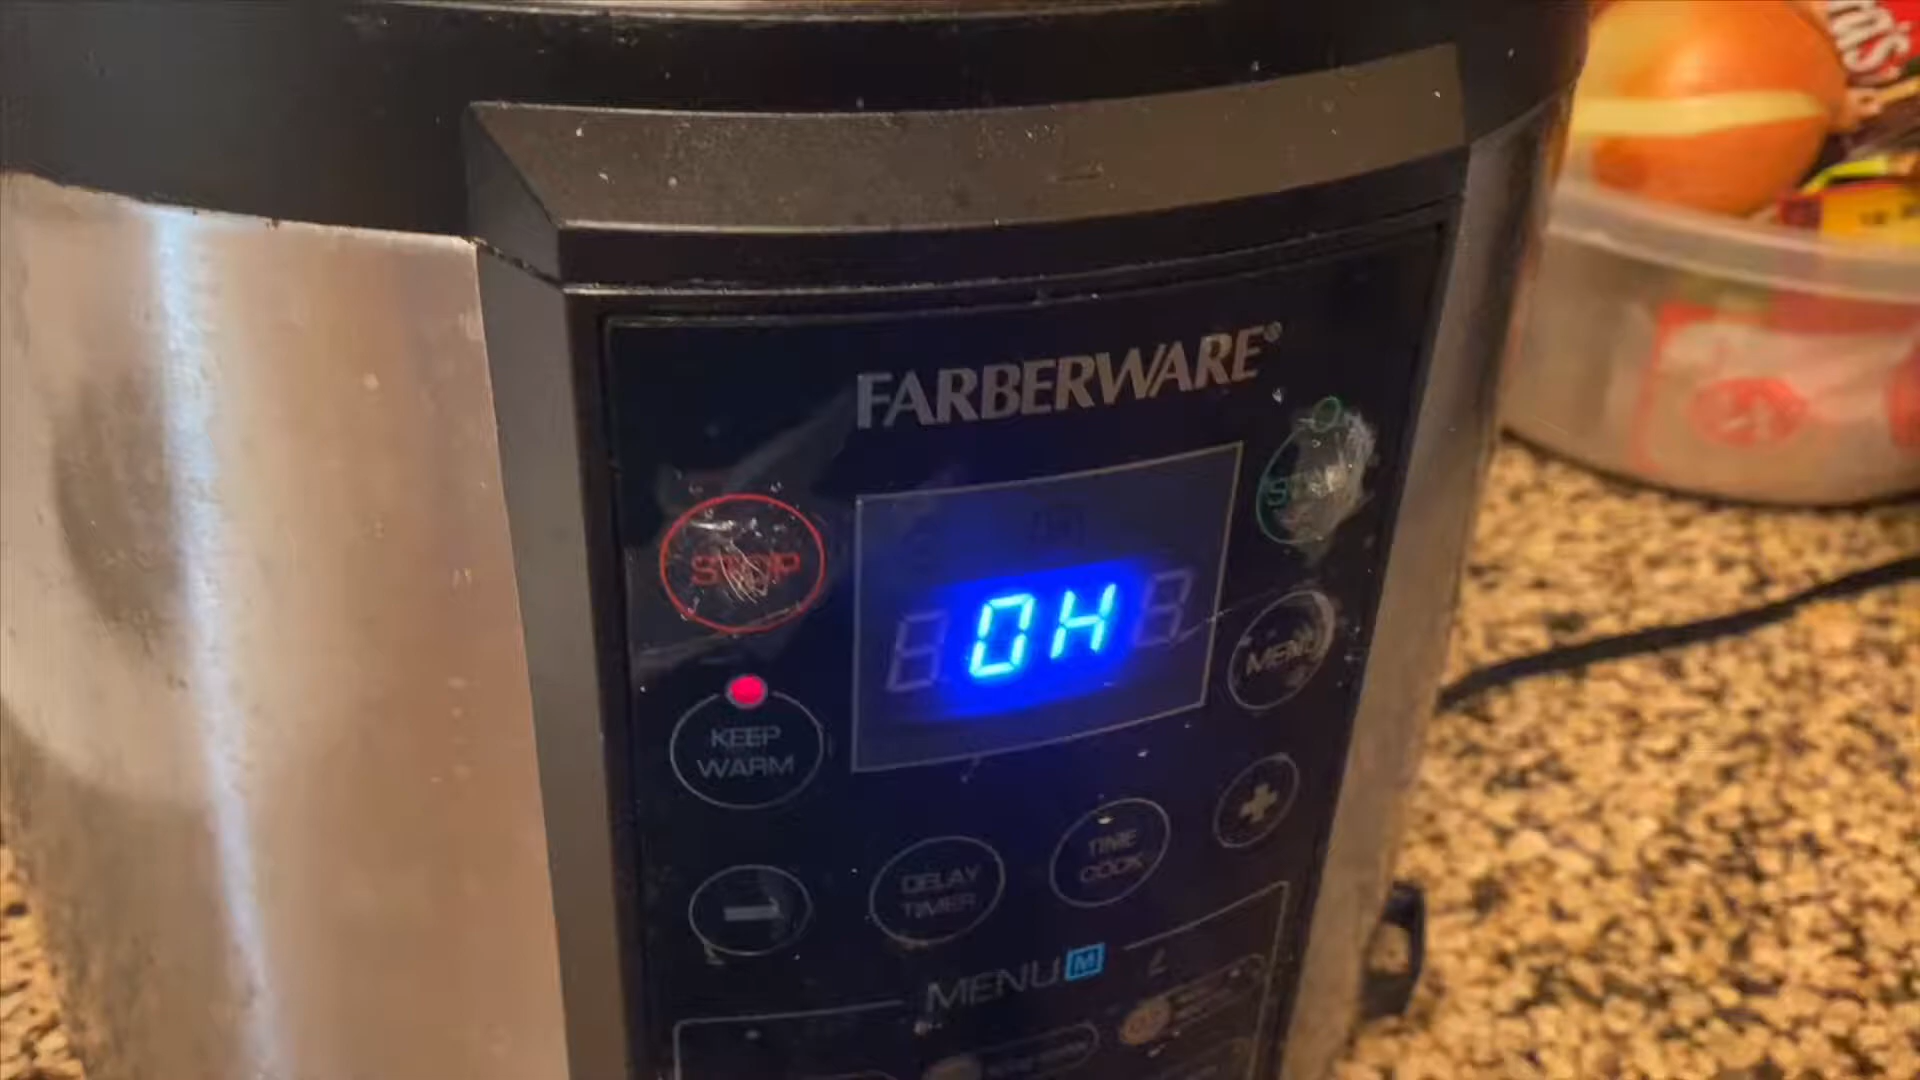 FARBERWARE®
STOP
0H
MENU
KEEP
WARM
DELAY
TIMER
TIME
COOK
MENU M